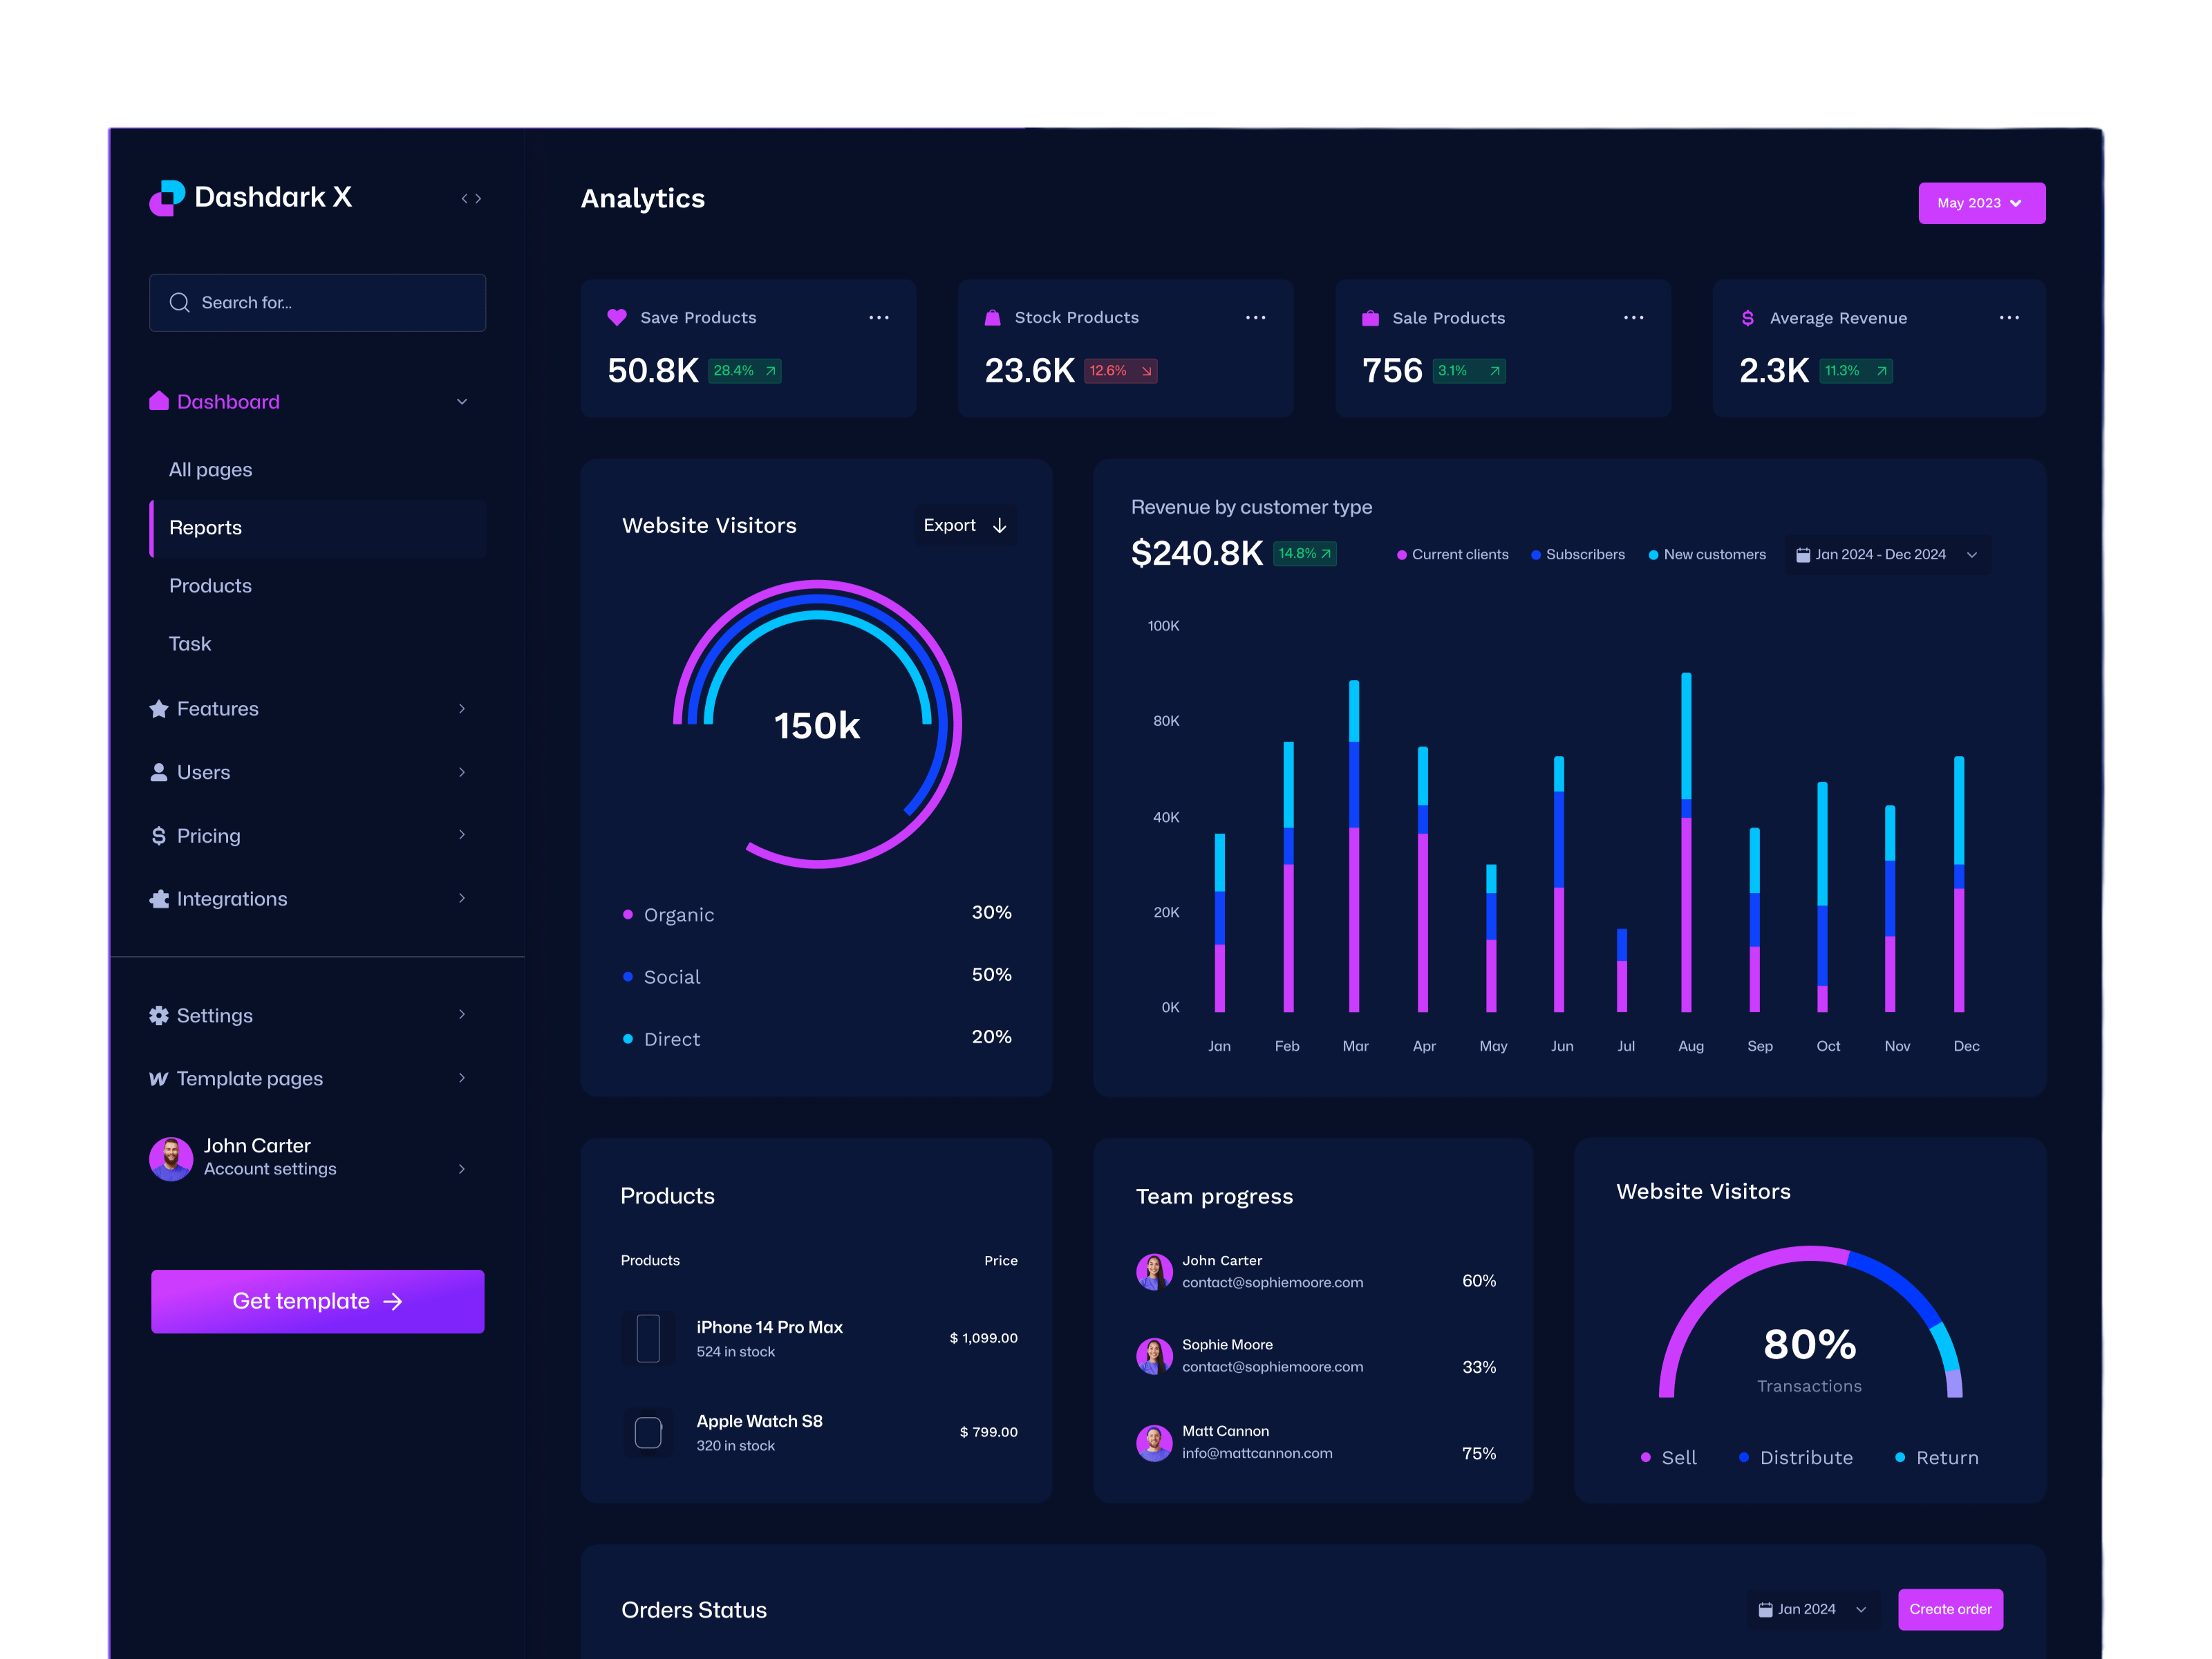 Dashdark X
Search for...
Dashboard
All pages
Reports
Products
Task
Features
Users
Pricing
Integrations
Settings
Template pages
John Carter
Account settings
Get template
Analytics
May 2023
Save Products
50.8K 28.4%
Stock Products
23.6K 12.6%
Sale Products
756 3.1%
Average Revenue
2.3K 11.3%
Website Visitors
Export
150k
Organic 30%
Social 50%
Direct 20%
Revenue by customer type
$240.8K 14.8%
Current clients Subscribers New customers Jan 2024 - Dec 2024
100K
80K
40K
20K
0K
Jan Feb Mar Apr May Jun Jul Aug Sep Oct Nov Dec
Products
Products Price
iPhone 14 Pro Max
524 in stock
$ 1,099.00
Apple Watch S8
320 in stock
$ 799.00
Team progress
John Carter
contact@sophiemoore.com
60%
Sophie Moore
contact@sophiemoore.com
33%
Matt Cannon
info@mattcannon.com
75%
Website Visitors
80%
Transactions
Sell Distribute Return
Orders Status
Jan 2024
Create order